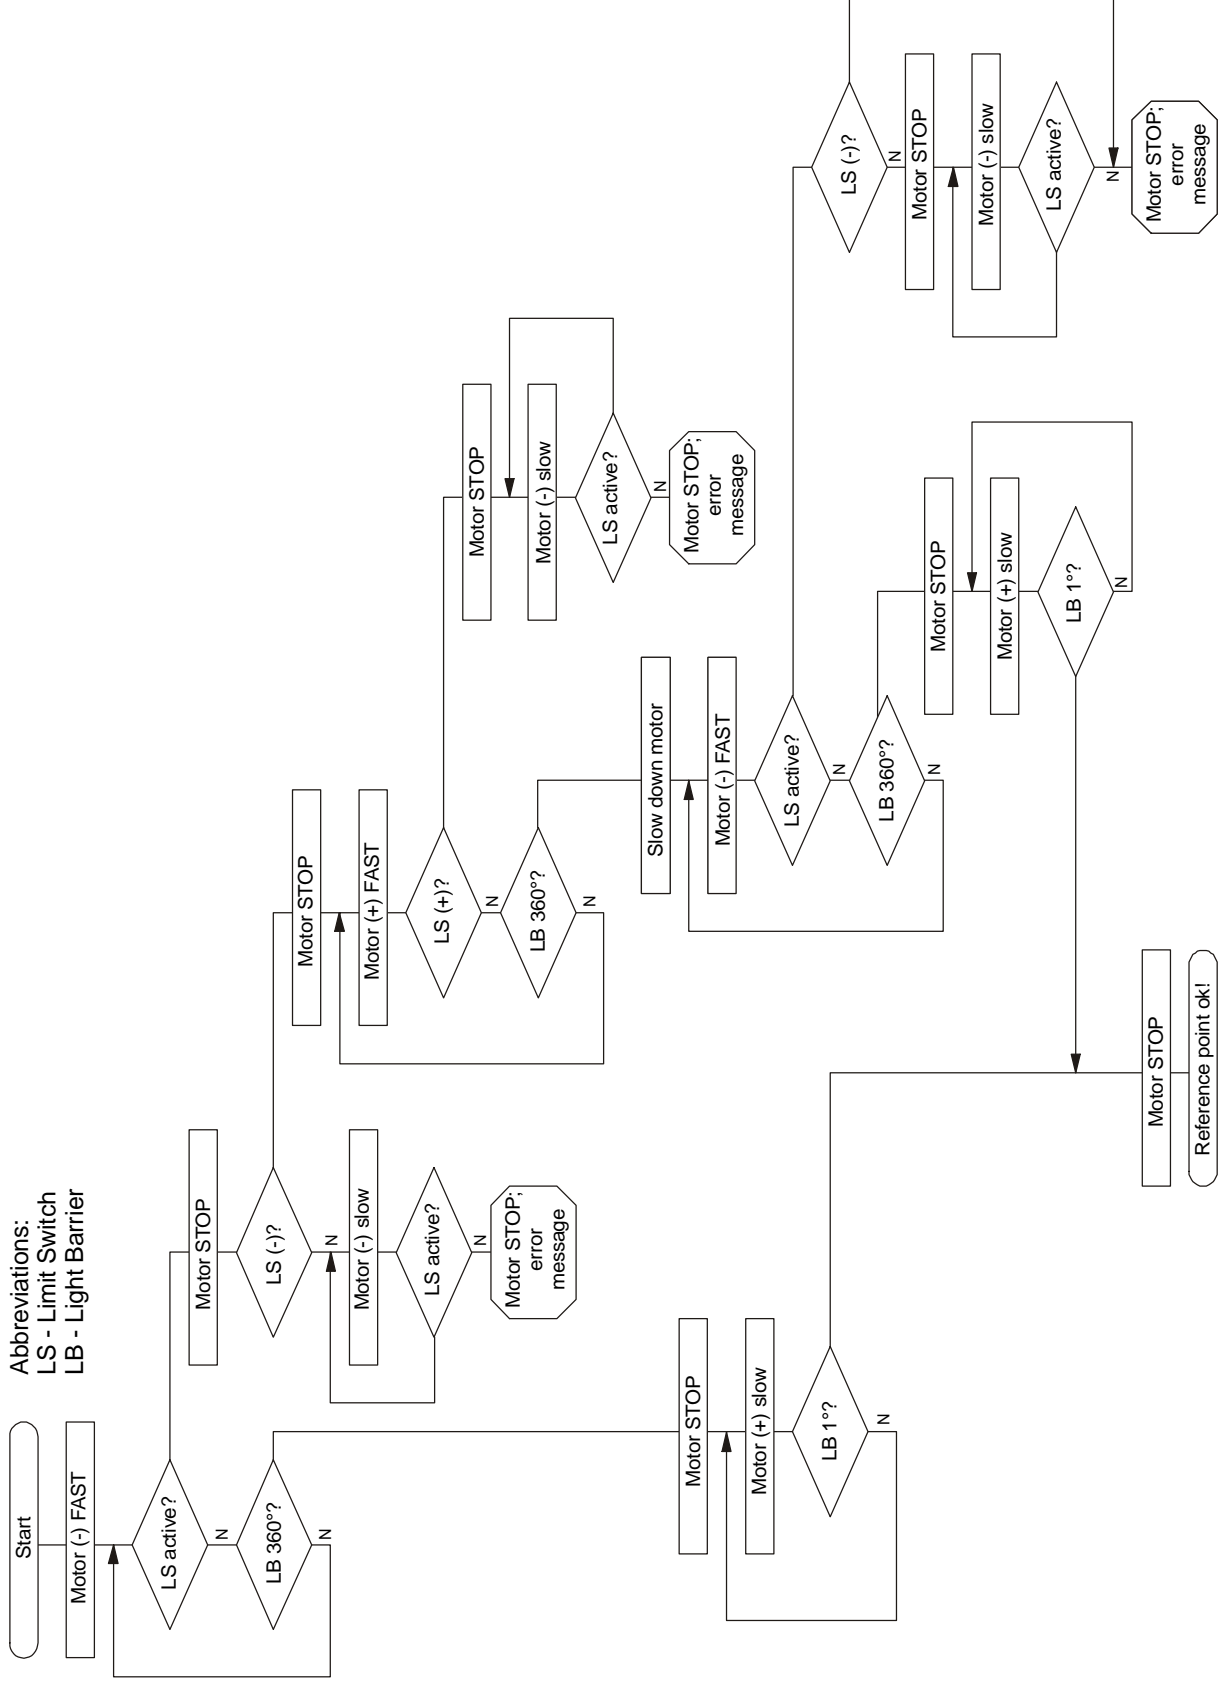 Abbreviations:
LS - Limit Switch
LB - Light Barrier
Start
Motor (-) FAST
LS active?
N
LB 360°?
N
Motor STOP
LS (-)?
N
Motor (-) slow
LS active?
N
Motor STOP;
error
message
Motor STOP
Motor (+) FAST
LS (+)?
N
LB 360°?
N
Motor STOP
Motor (-) slow
LS active?
N
Motor STOP;
error
message
Motor STOP
Motor (+) slow
LB 1°?
N
Slow down motor
Motor (-) FAST
LS active?
N
LB 360°?
N
Motor STOP
Motor (+) slow
LB 1°?
N
LS (-)?
N
Motor STOP
Motor (-) slow
LS active?
N
Motor STOP;
error
message
Motor STOP
Reference point ok!